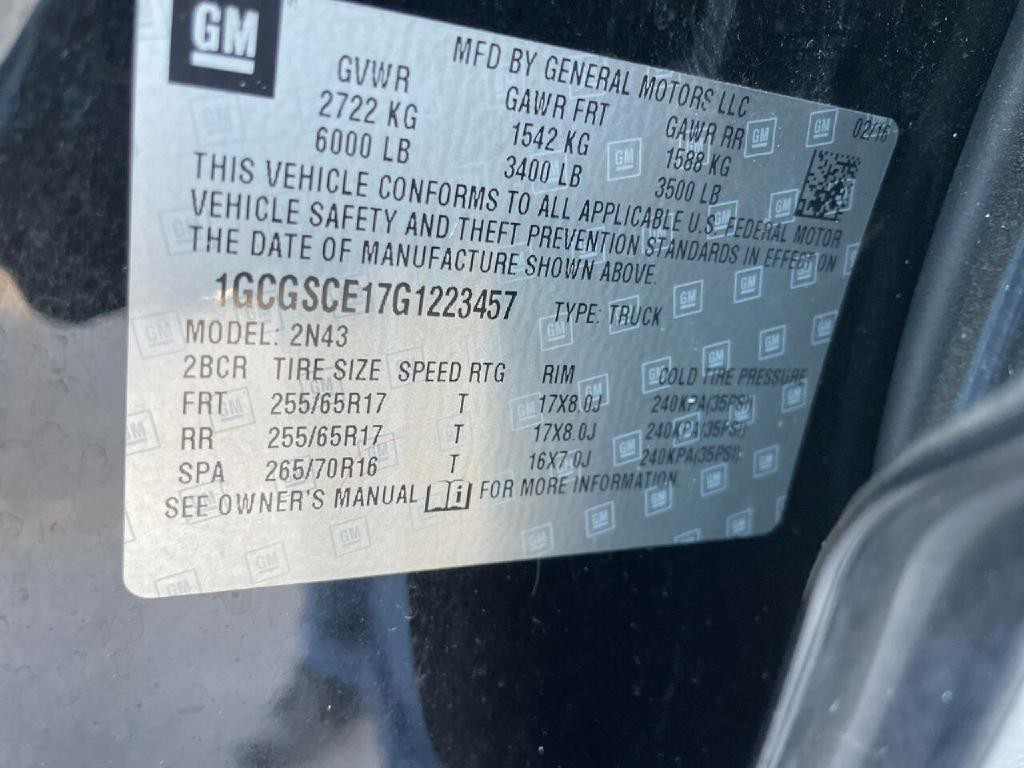 GM
MFD BY GENERAL MOTORS LLC
02/16
GVWR GAWR FRT GAWR RR
2722 KG 1542 KG 1588 KG
6000 LB 3400 LB 3500 LB
THIS VEHICLE CONFORMS TO ALL APPLICABLE U.S. FEDERAL MOTOR
VEHICLE SAFETY AND THEFT PREVENTION STANDARDS IN EFFECT ON
THE DATE OF MANUFACTURE SHOWN ABOVE.
1GCGSCE17G1223457 TYPE: TRUCK
MODEL: 2N43
2BCR TIRE SIZE SPEED RTG RIM COLD TIRE PRESSURE
FRT 255/65R17 T 17X8.0J 240KPA(35PSI)
RR 255/65R17 T 17X8.0J 240KPA(35PSI)
SPA 265/70R16 T 16X7.0J 240KPA(35PSI)
SEE OWNER'S MANUAL i FOR MORE INFORMATION